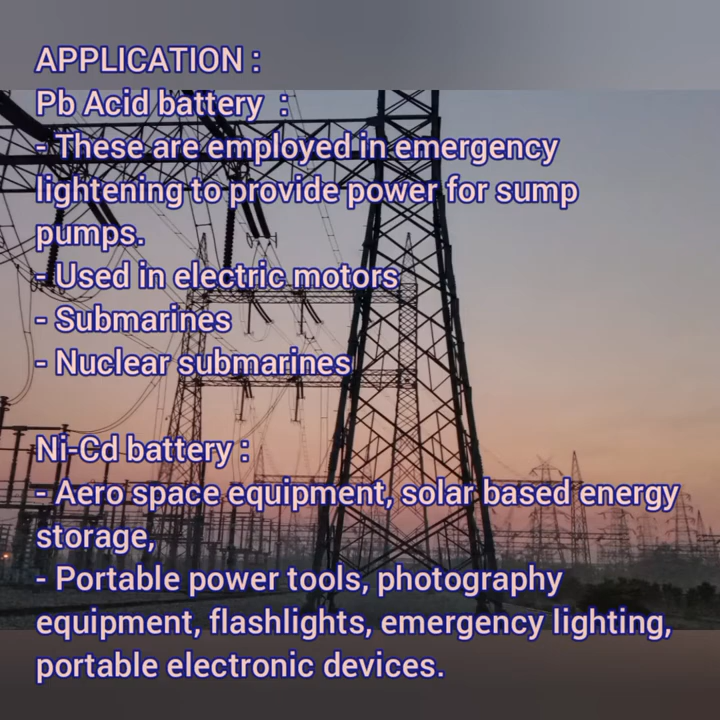 APPLICATION :
Pb Acid battery  :
- These are employed in emergency
lightening to provide power for sump
pumps.
- Used in electric motors
- Submarines
- Nuclear submarines
Ni-Cd battery :
- Aero space equipment, solar based energy
storage,
- Portable power tools, photography
equipment, flashlights, emergency lighting,
portable electronic devices.